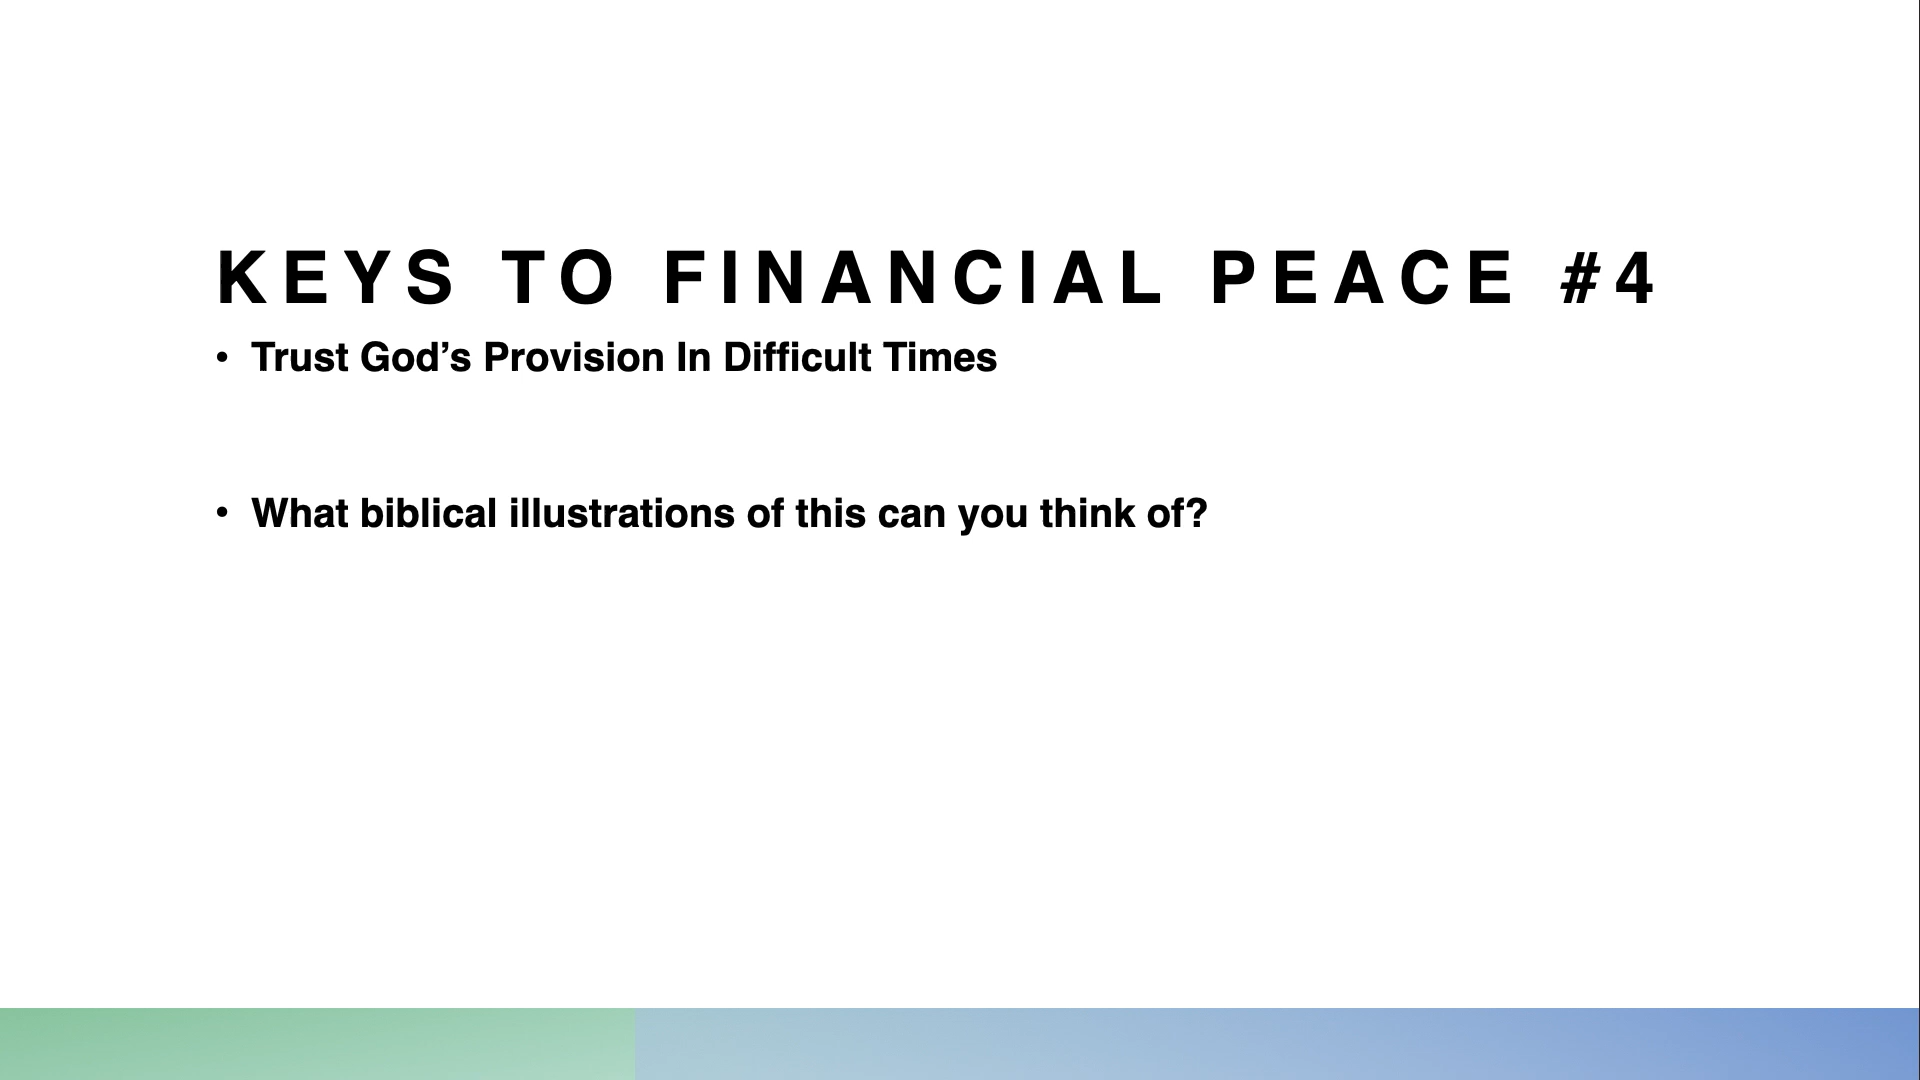 KEYS TO FINANCIAL PEACE #4
• Trust God’s Provision In Difficult Times
• What biblical illustrations of this can you think of?